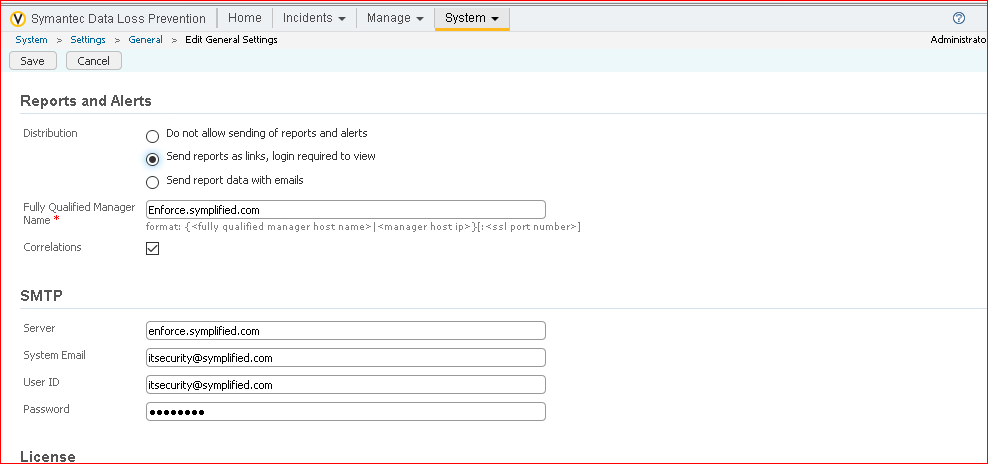 Symantec Data Loss Prevention Home Incidents Manage System
System > Settings > General > Edit General Settings Administrato
Save Cancel
Reports and Alerts
Distribution Do not allow sending of reports and alerts
Send reports as links, login required to view
Send report data with emails
Fully Qualified Manager Name * Enforce.symplified.com
format: {<fully qualified manager host name>|<manager host ip>}[:<ssl port number>]
Correlations
SMTP
Server enforce.symplified.com
System Email itsecurity@symplified.com
User ID itsecurity@symplified.com
Password ●●●●●●●●
License